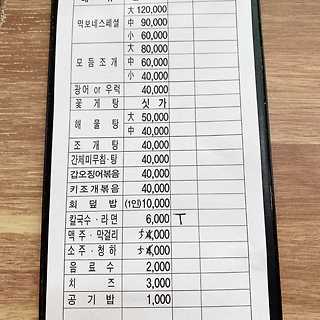 먹보네스페셜 大 120,000
中 90,000
小 60,000
모듬조개 大 80,000
中 60,000
小 40,000
광어 or 우럭 40,000
꽃게탕 싯가
해물탕 大 50,000
中 40,000
조개탕 40,000
간제미무침·탕 40,000
갑오징어볶음 40,000
키조개볶음 40,000
회덮밥 (1인)10,000
칼국수·라면 6,000 T
맥주·막걸리 4,000
소주·청하 4,000
음료수 2,000
치즈 3,000
공기밥 1,000